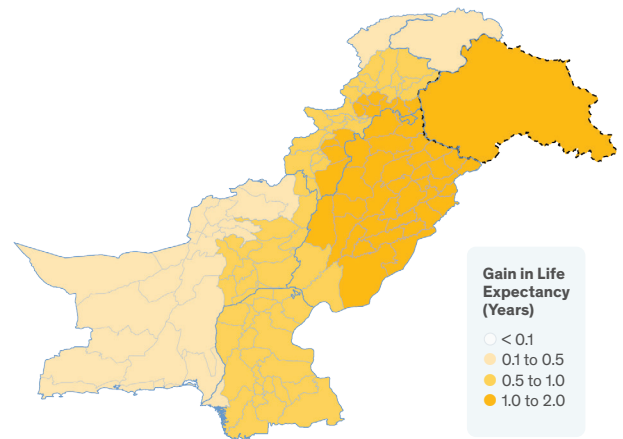 Gain in Life
Expectancy
(Years)
< 0.1
0.1 to 0.5
0.5 to 1.0
1.0 to 2.0